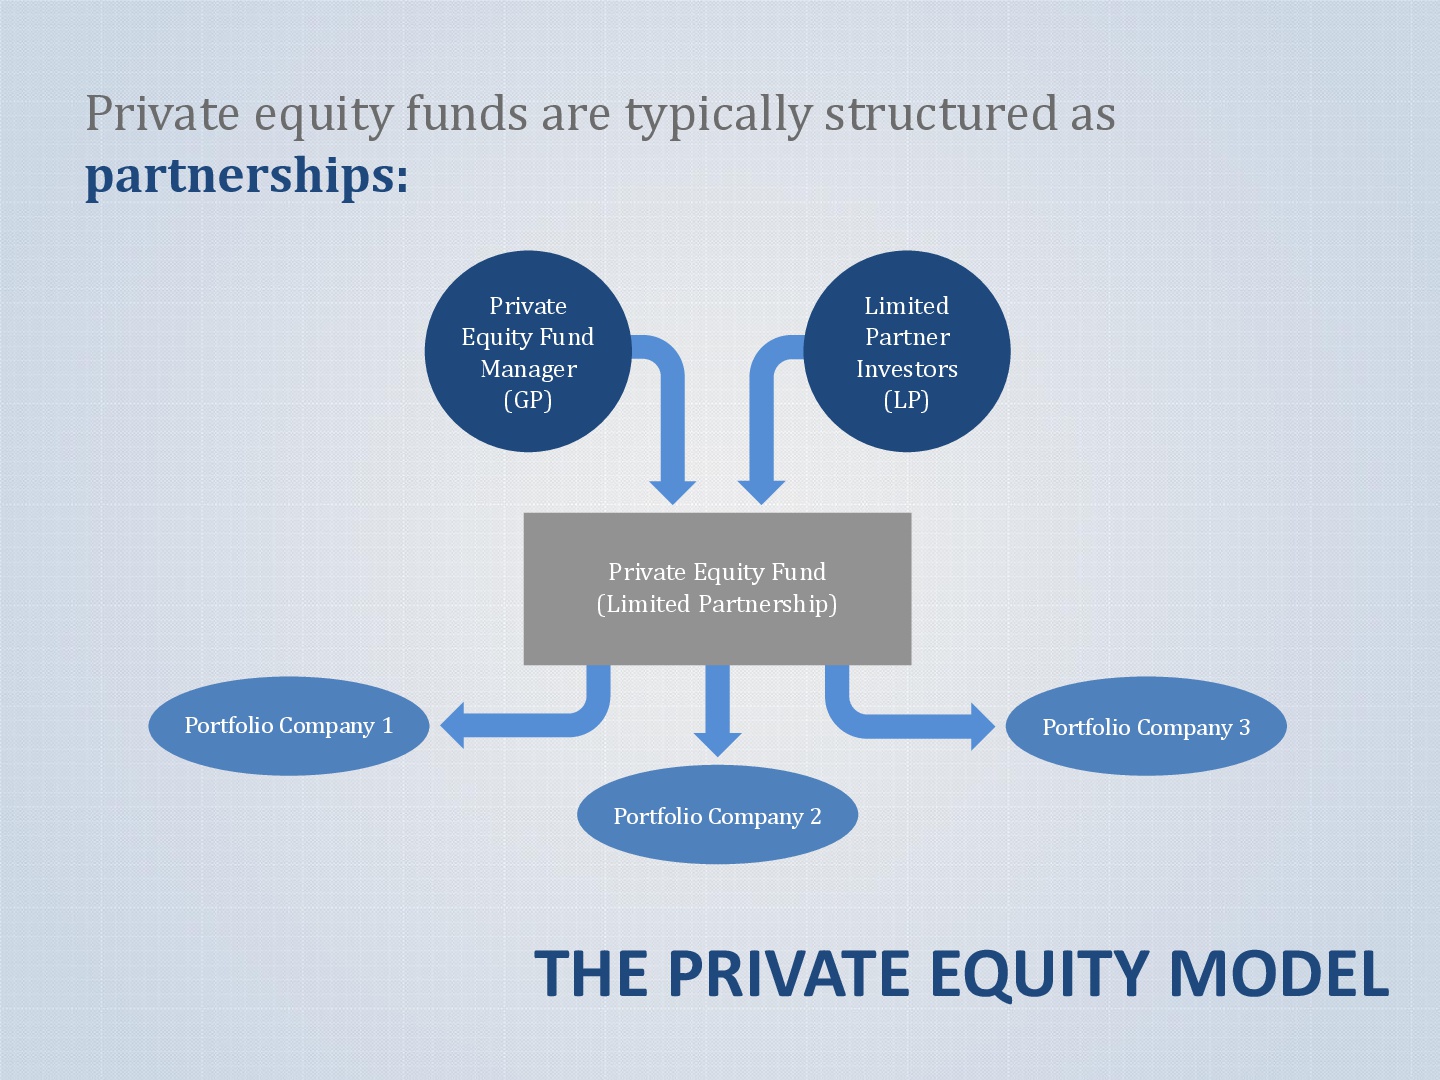 Private equity funds are typically structured as
partnerships:
Private
Equity Fund
Manager
(GP)
Limited
Partner
Investors
(LP)
Private Equity Fund
(Limited Partnership)
Portfolio Company 1
Portfolio Company 2
Portfolio Company 3
THE PRIVATE EQUITY MODEL